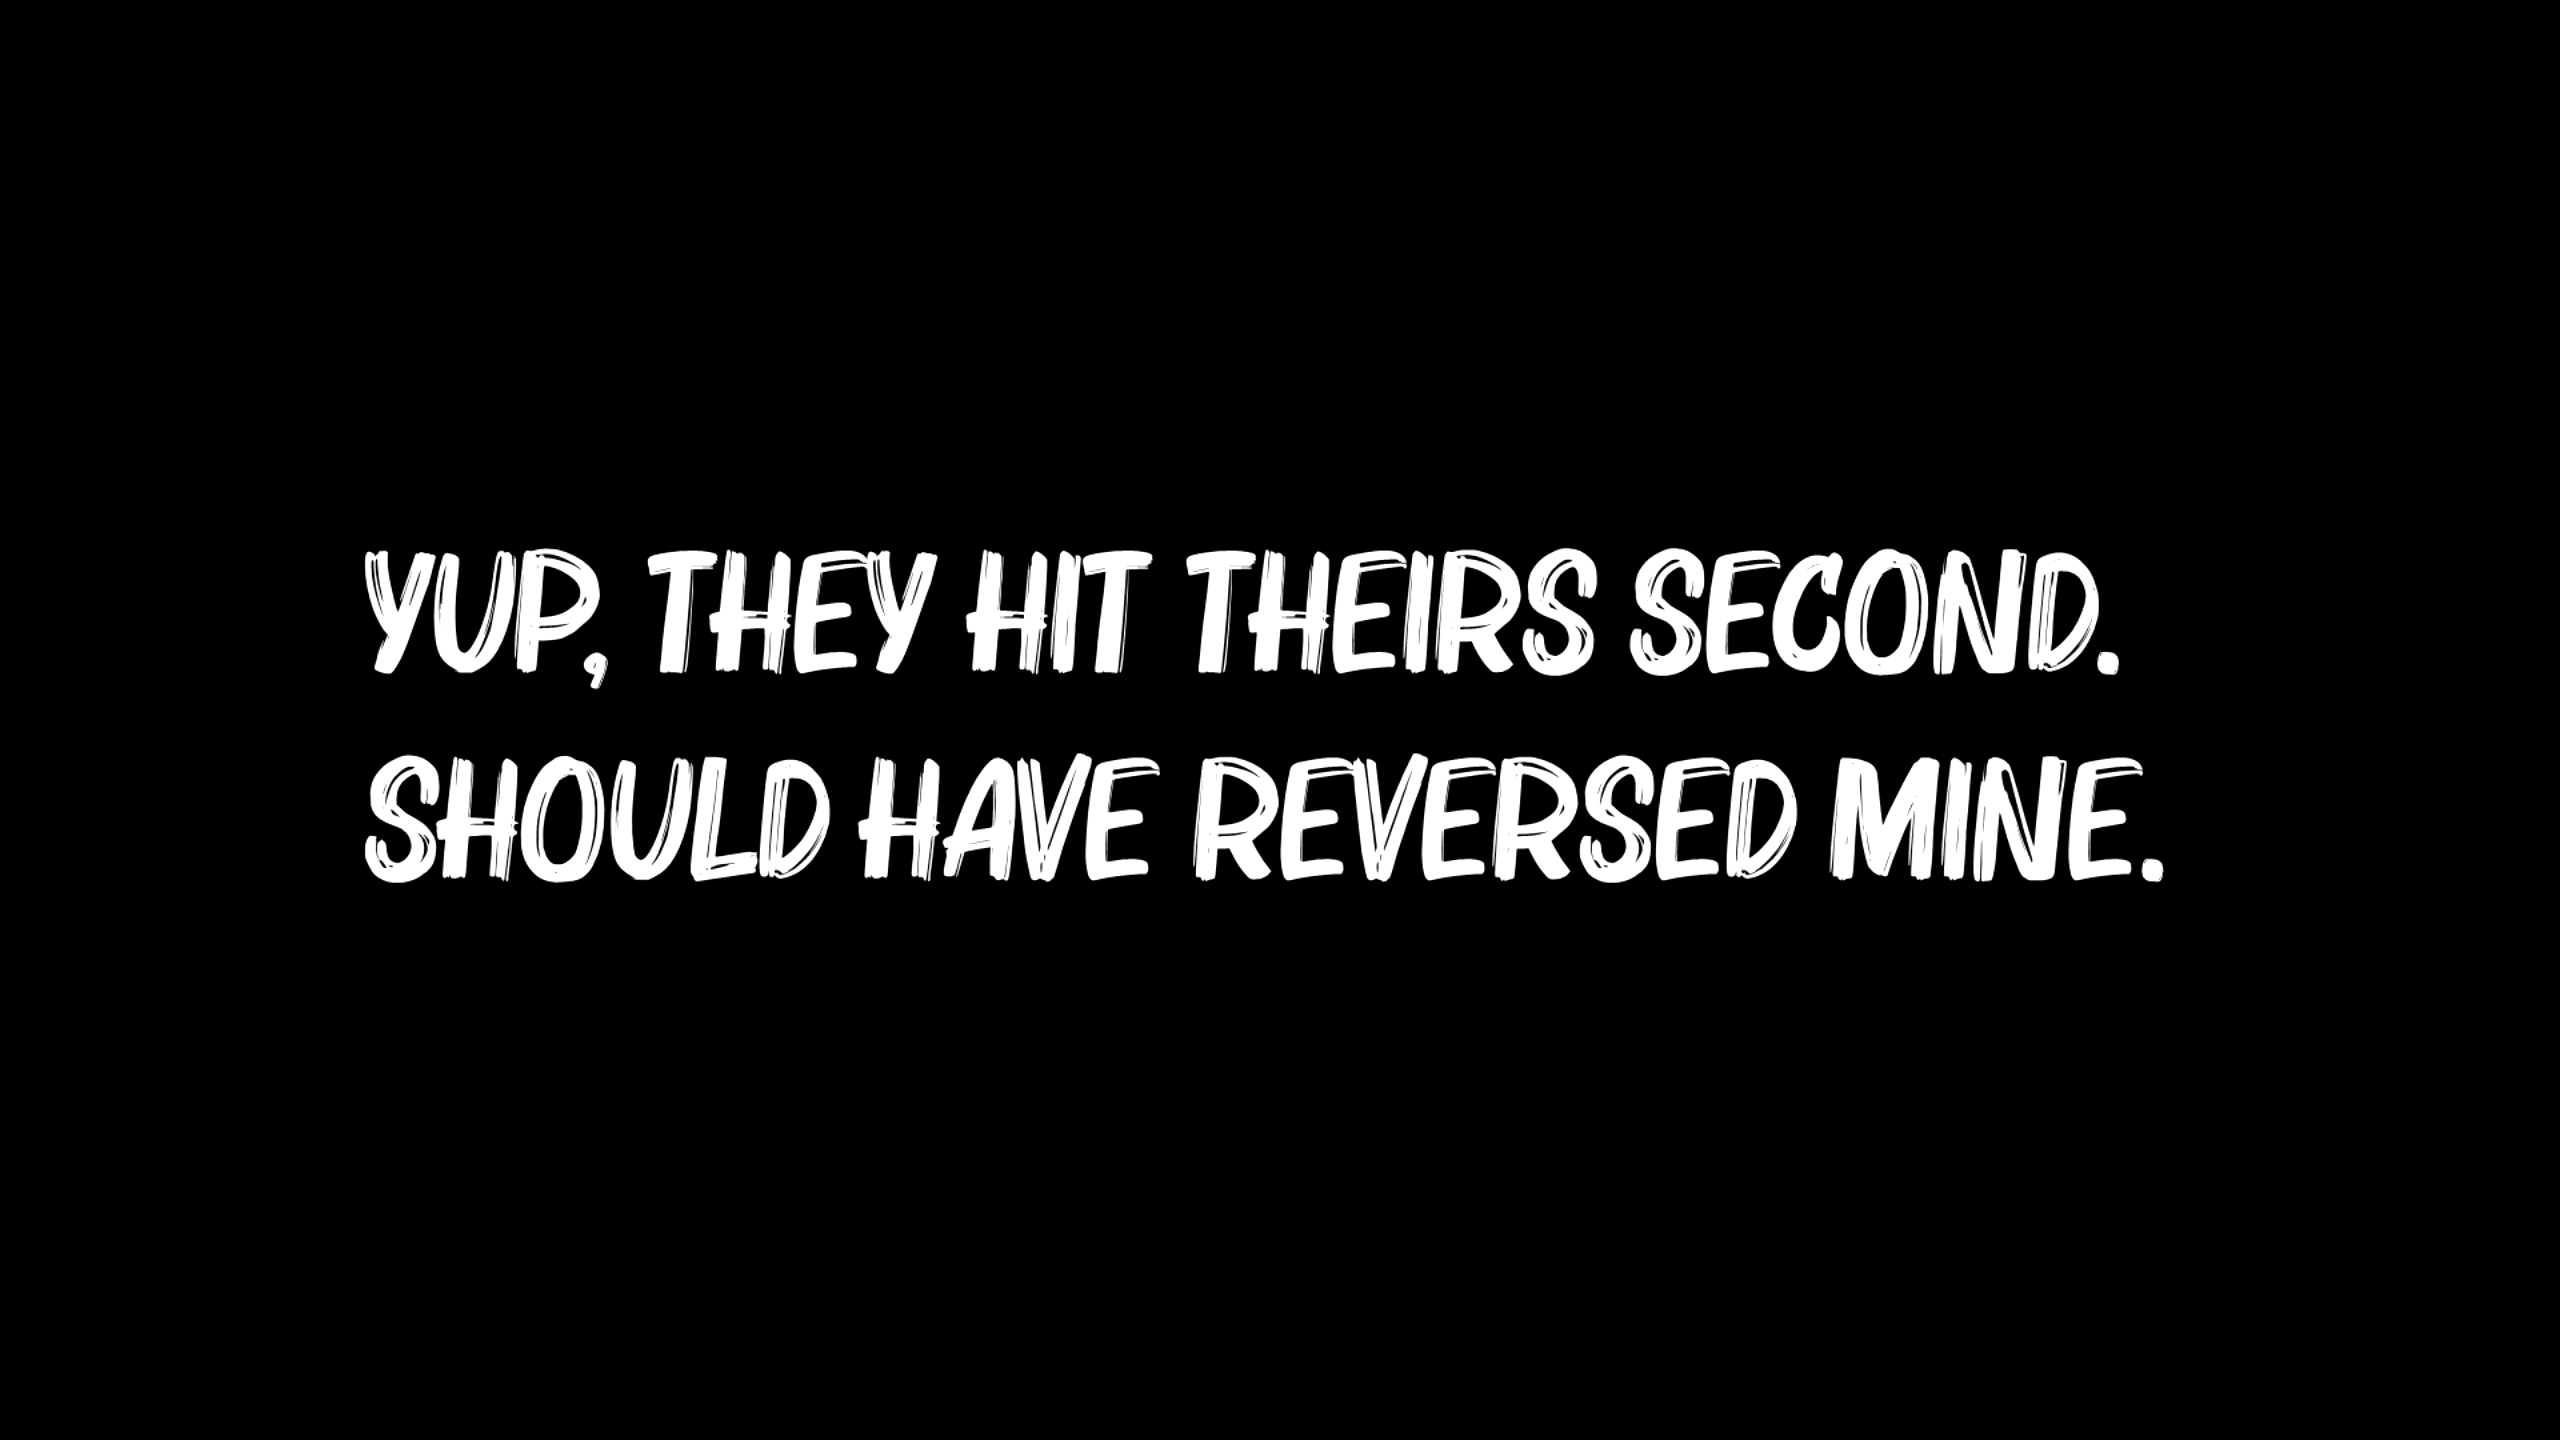 YUP, THEY HIT THEIRS SECOND.
SHOULD HAVE REVERSED MINE.